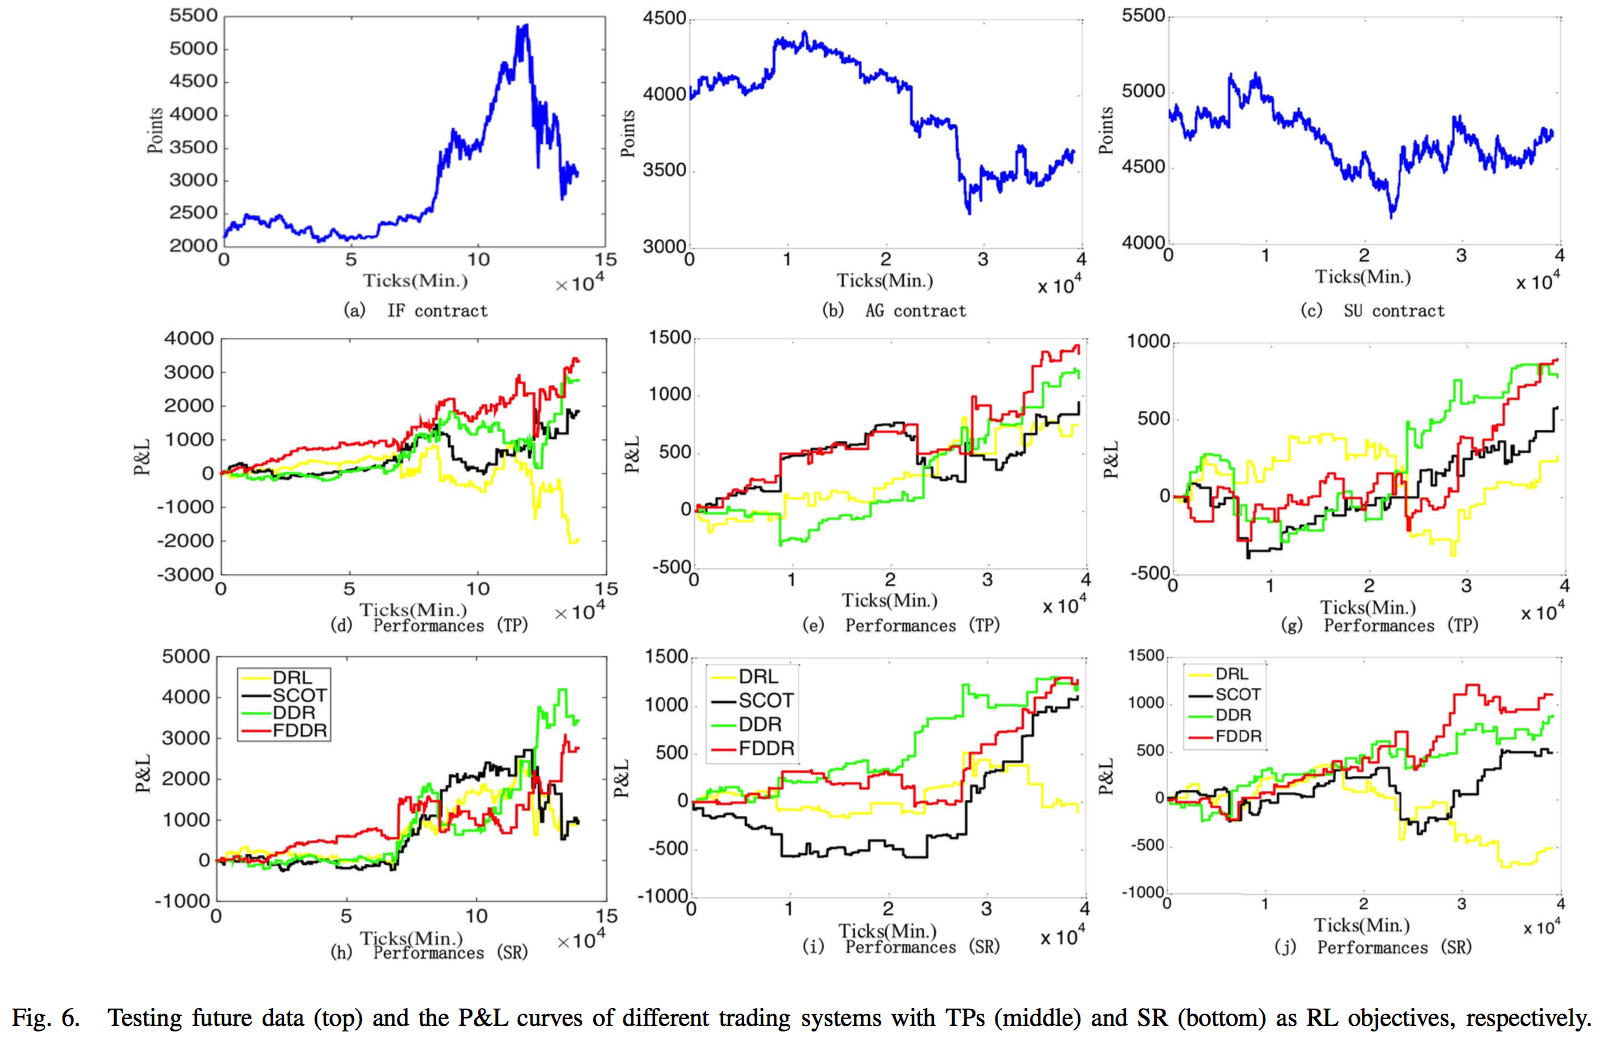 5500
5000
4500
4000
3500
3000
2500
2000
Points
0 5 10 15
Ticks(Min.)
×10⁴
(a) IF contract
4500
4000
3500
3000
Points
0 1 2 3 4
Ticks(Min.)
x 10⁴
(b) AG contract
5500
5000
4500
4000
Points
0 1 2 3 4
Ticks(Min.)
x 10⁴
(c) SU contract
4000
3000
2000
1000
0
-1000
-2000
-3000
P&L
0 5 10 15
Ticks(Min.)
×10⁴
(d) Performances (TP)
1500
1000
500
0
-500
P&L
0 1 2 3 4
Ticks(Min.)
x 10⁴
(e) Performances (TP)
1000
500
0
-500
P&L
0 1 2 3 4
Ticks(Min.)
x 10⁴
(g) Performances (TP)
5000
4000
3000
2000
1000
0
-1000
P&L
DRL
SCOT
DDR
FDDR
0 5 10 15
Ticks(Min.)
×10⁴
(h) Performances (SR)
1500
1000
500
0
-500
-1000
P&L
DRL
SCOT
DDR
FDDR
0 1 2 3 4
Ticks(Min.)
x 10⁴
(i) Performances (SR)
1500
1000
500
0
-500
-1000
P&L
DRL
SCOT
DDR
FDDR
0 1 2 3 4
Ticks(Min.)
x 10⁴
(j) Performances (SR)
Fig. 6. Testing future data (top) and the P&L curves of different trading systems with TPs (middle) and SR (bottom) as RL objectives, respectively.